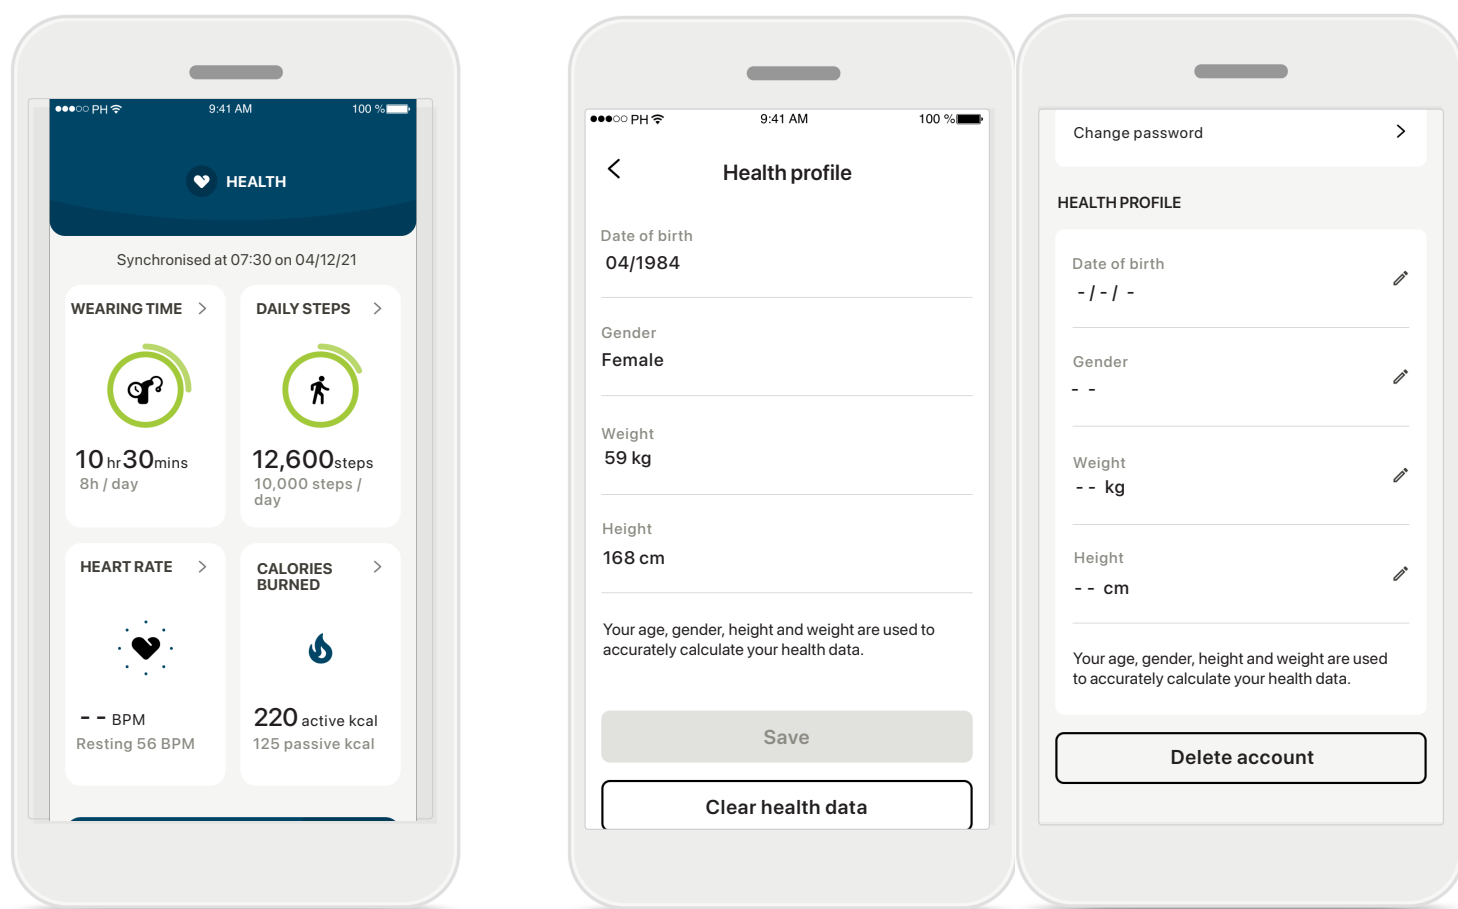 ●●●○○ PH 9:41 AM 100 %
HEALTH
Synchronised at 07:30 on 04/12/21
WEARING TIME
10 hr 30 mins
8h / day
DAILY STEPS
12,600 steps
10,000 steps /
day
HEART RATE
- - BPM
Resting 56 BPM
CALORIES
BURNED
220 active kcal
125 passive kcal
●●●○○ PH 9:41 AM 100 %
Health profile
Date of birth
04/1984
Gender
Female
Weight
59 kg
Height
168 cm
Your age, gender, height and weight are used to
accurately calculate your health data.
Save
Clear health data
Change password
HEALTH PROFILE
Date of birth
- / - / -
Gender
- -
Weight
- - kg
Height
- - cm
Your age, gender, height and weight are used
to accurately calculate your health data.
Delete account